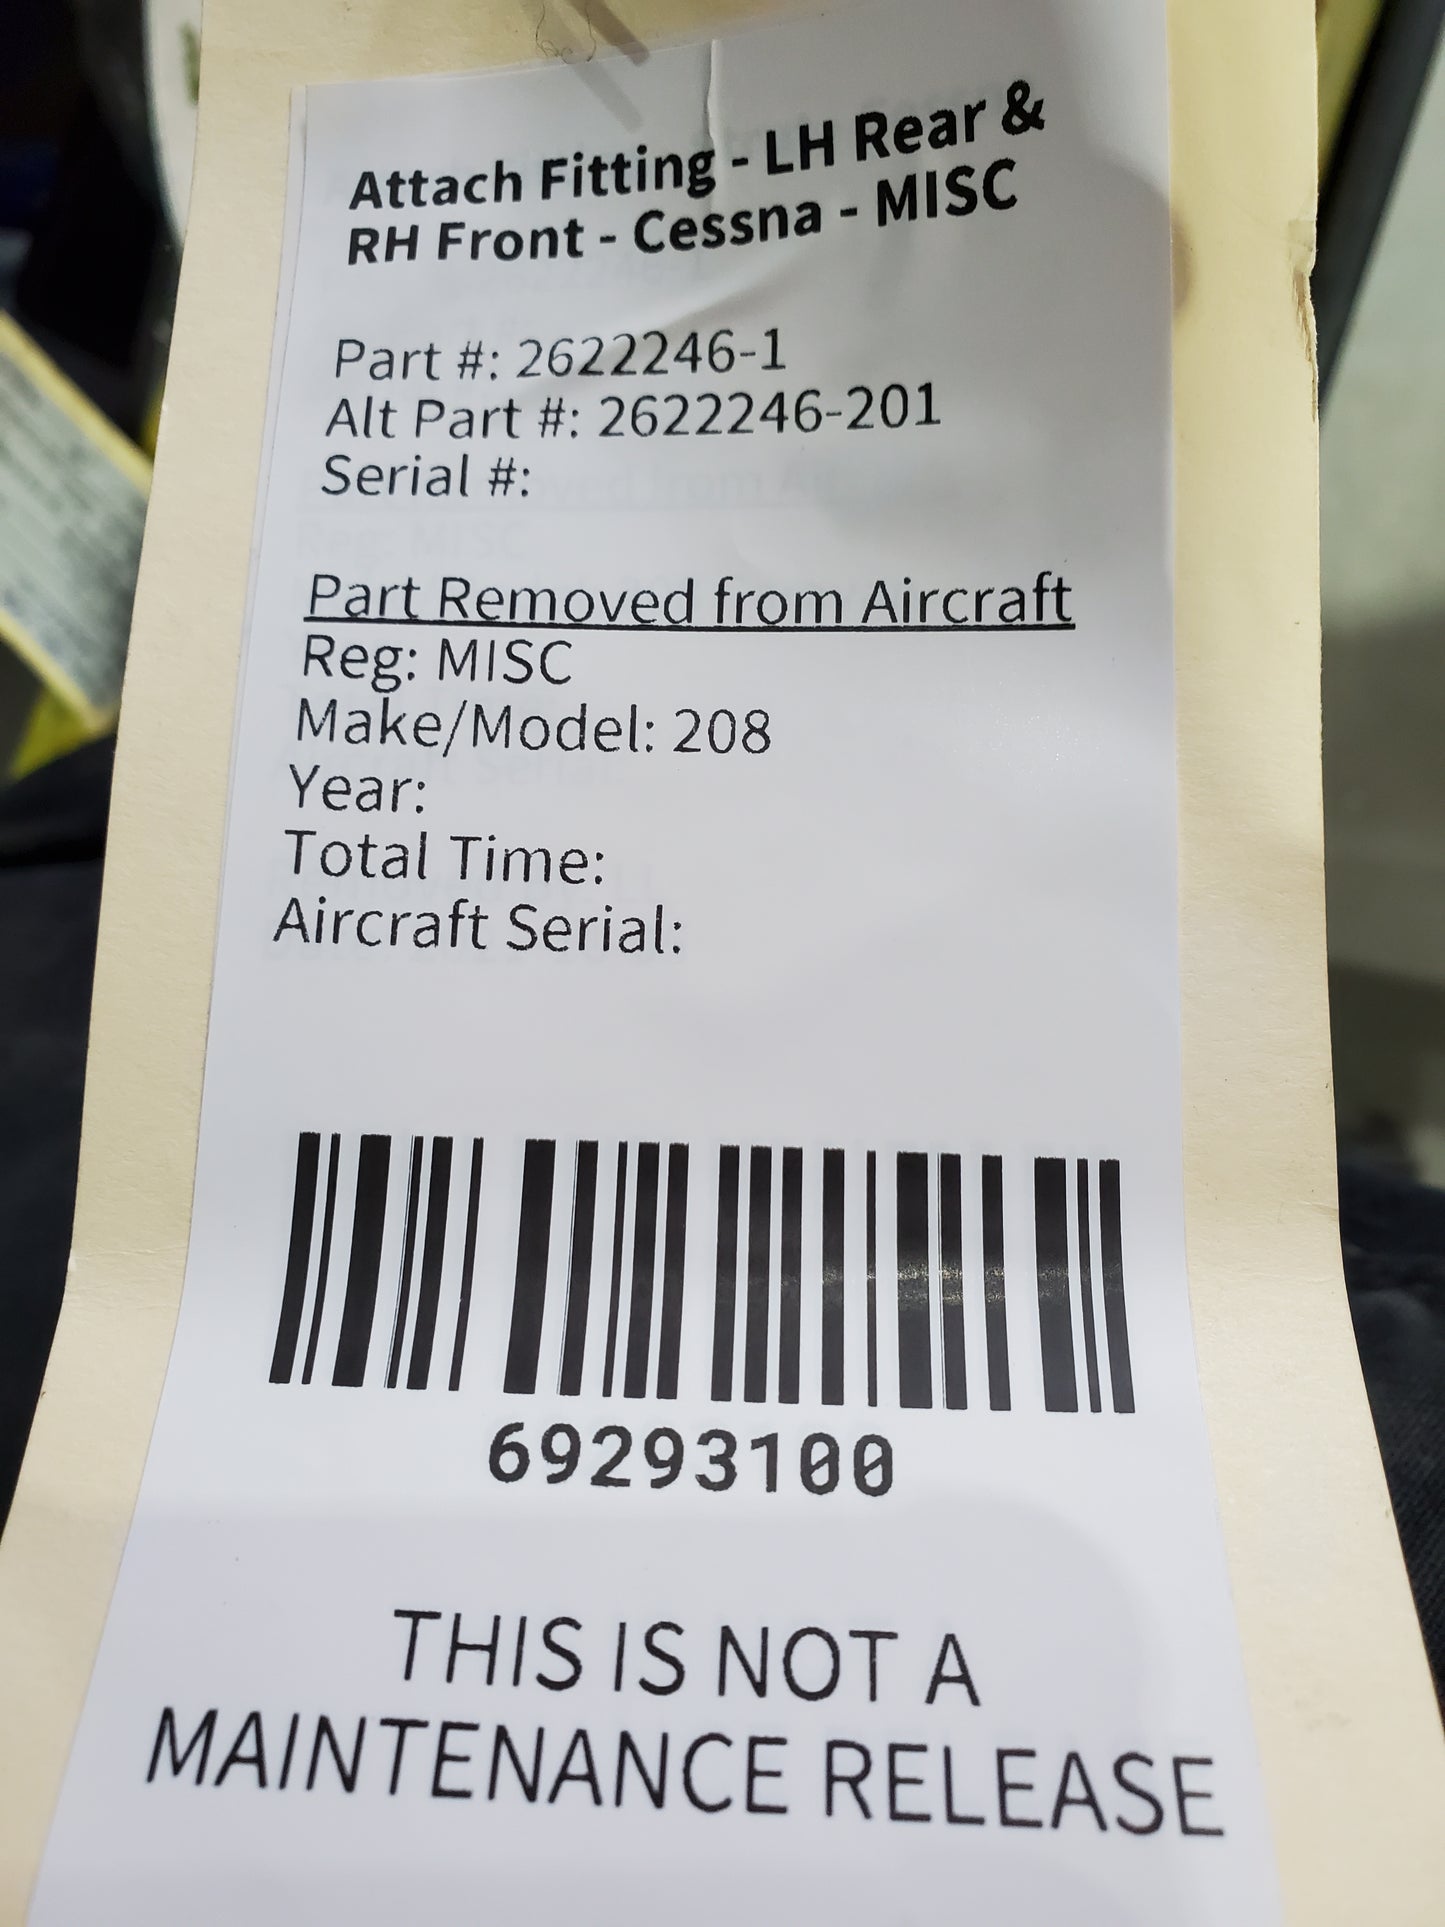 Attach Fitting - LH Rear &
RH Front - Cessna - MISC
Part #: 2622246-1
Alt Part #: 2622246-201
Serial #:
Part Removed from Aircraft
Reg: MISC
Make/Model: 208
Year:
Total Time:
Aircraft Serial:
69293100
THIS IS NOT A
MAINTENANCE RELEASE